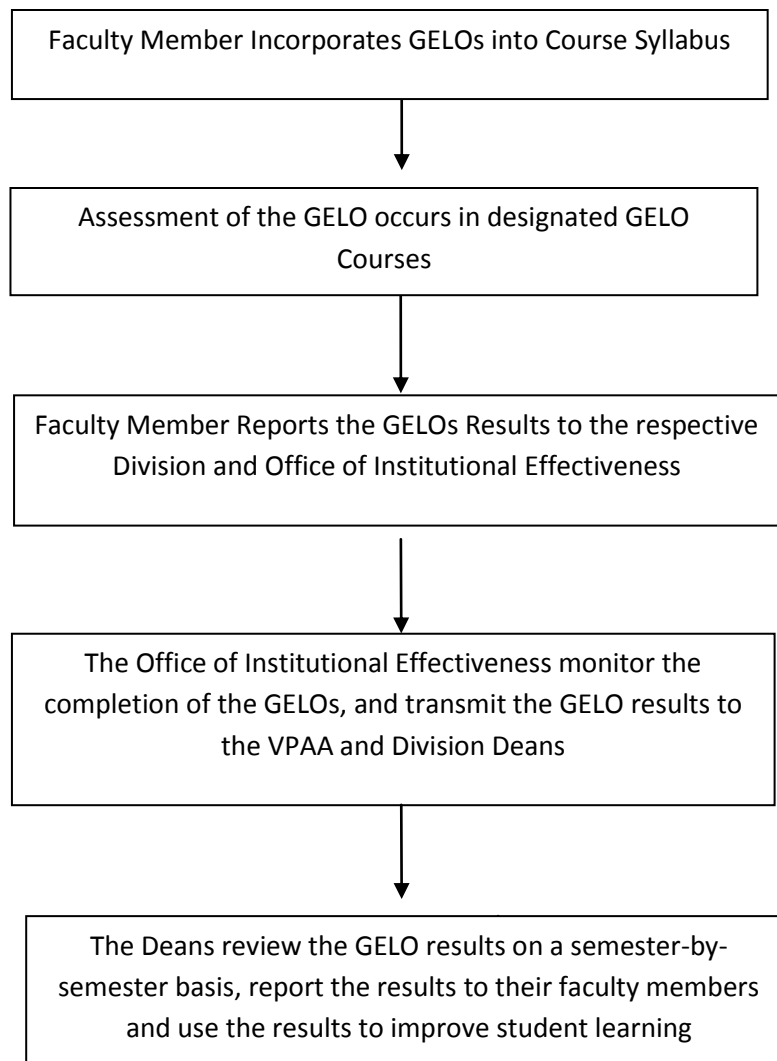 Faculty Member Incorporates GELOs into Course Syllabus
Assessment of the GELO occurs in designated GELO
Courses
Faculty Member Reports the GELOs Results to the respective
Division and Office of Institutional Effectiveness
The Office of Institutional Effectiveness monitor the
completion of the GELOs, and transmit the GELO results to
the VPAA and Division Deans
The Deans review the GELO results on a semester-by-
semester basis, report the results to their faculty members
and use the results to improve student learning